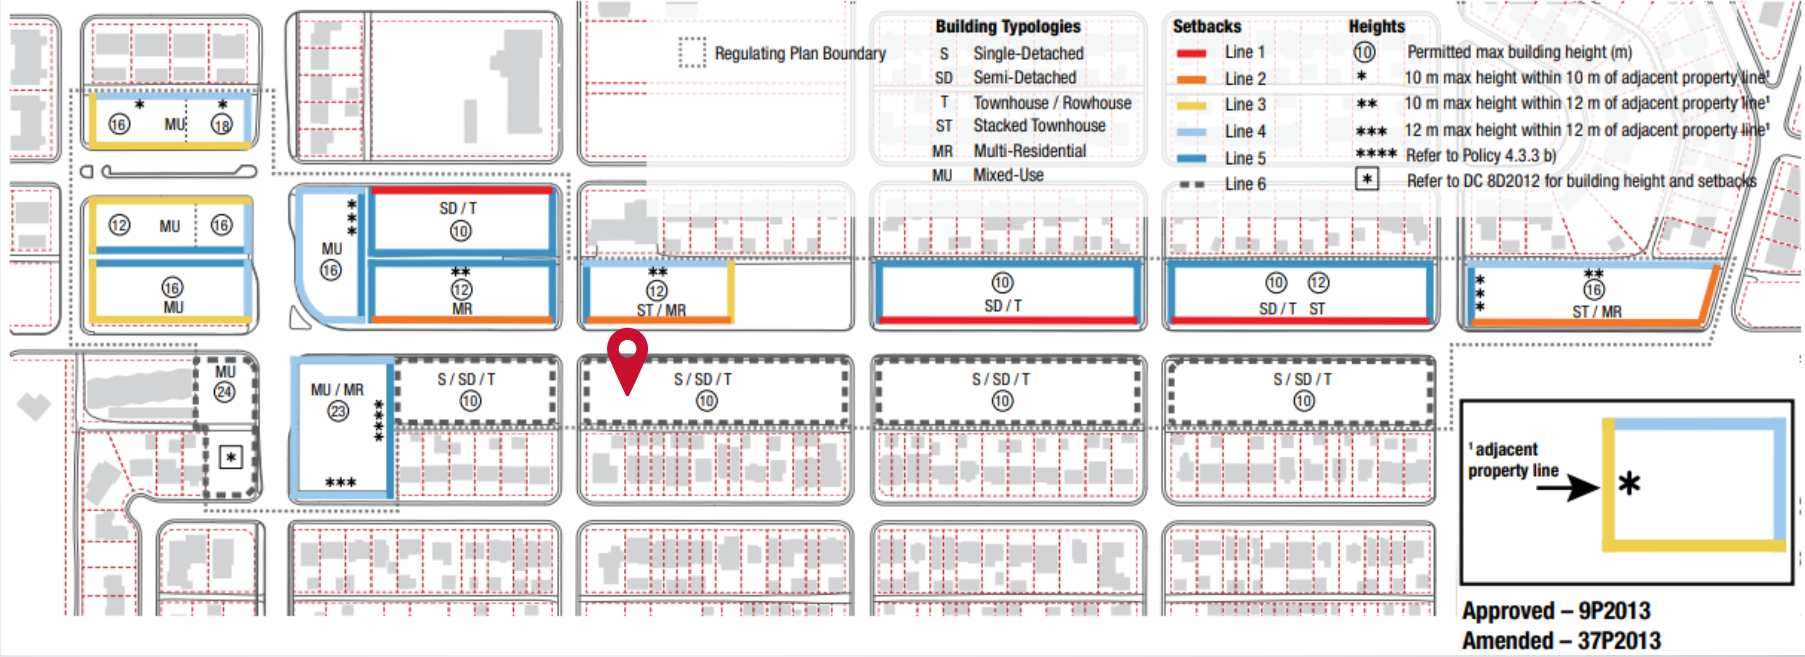 Regulating Plan Boundary
Building Typologies
S Single-Detached
SD Semi-Detached
T Townhouse / Rowhouse
ST Stacked Townhouse
MR Multi-Residential
MU Mixed-Use
Setbacks
Line 1
Line 2
Line 3
Line 4
Line 5
Line 6
Heights
10 Permitted max building height (m)
* 10 m max height within 10 m of adjacent property line¹
** 10 m max height within 12 m of adjacent property line¹
*** 12 m max height within 12 m of adjacent property line¹
**** Refer to Policy 4.3.3 b)
* Refer to DC 8D2012 for building height and setbacks
* *
16 MU 18
12 MU 16
16
MU
***
MU
16
SD / T
10
**
12
MR
**
12
ST / MR
10
SD / T
10 12
SD / T ST
***
**
16
ST / MR
MU
24
*
MU / MR
23
****
***
S / SD / T
10
S / SD / T
10
S / SD / T
10
S / SD / T
10
¹ adjacent
property line
*
Approved – 9P2013
Amended – 37P2013